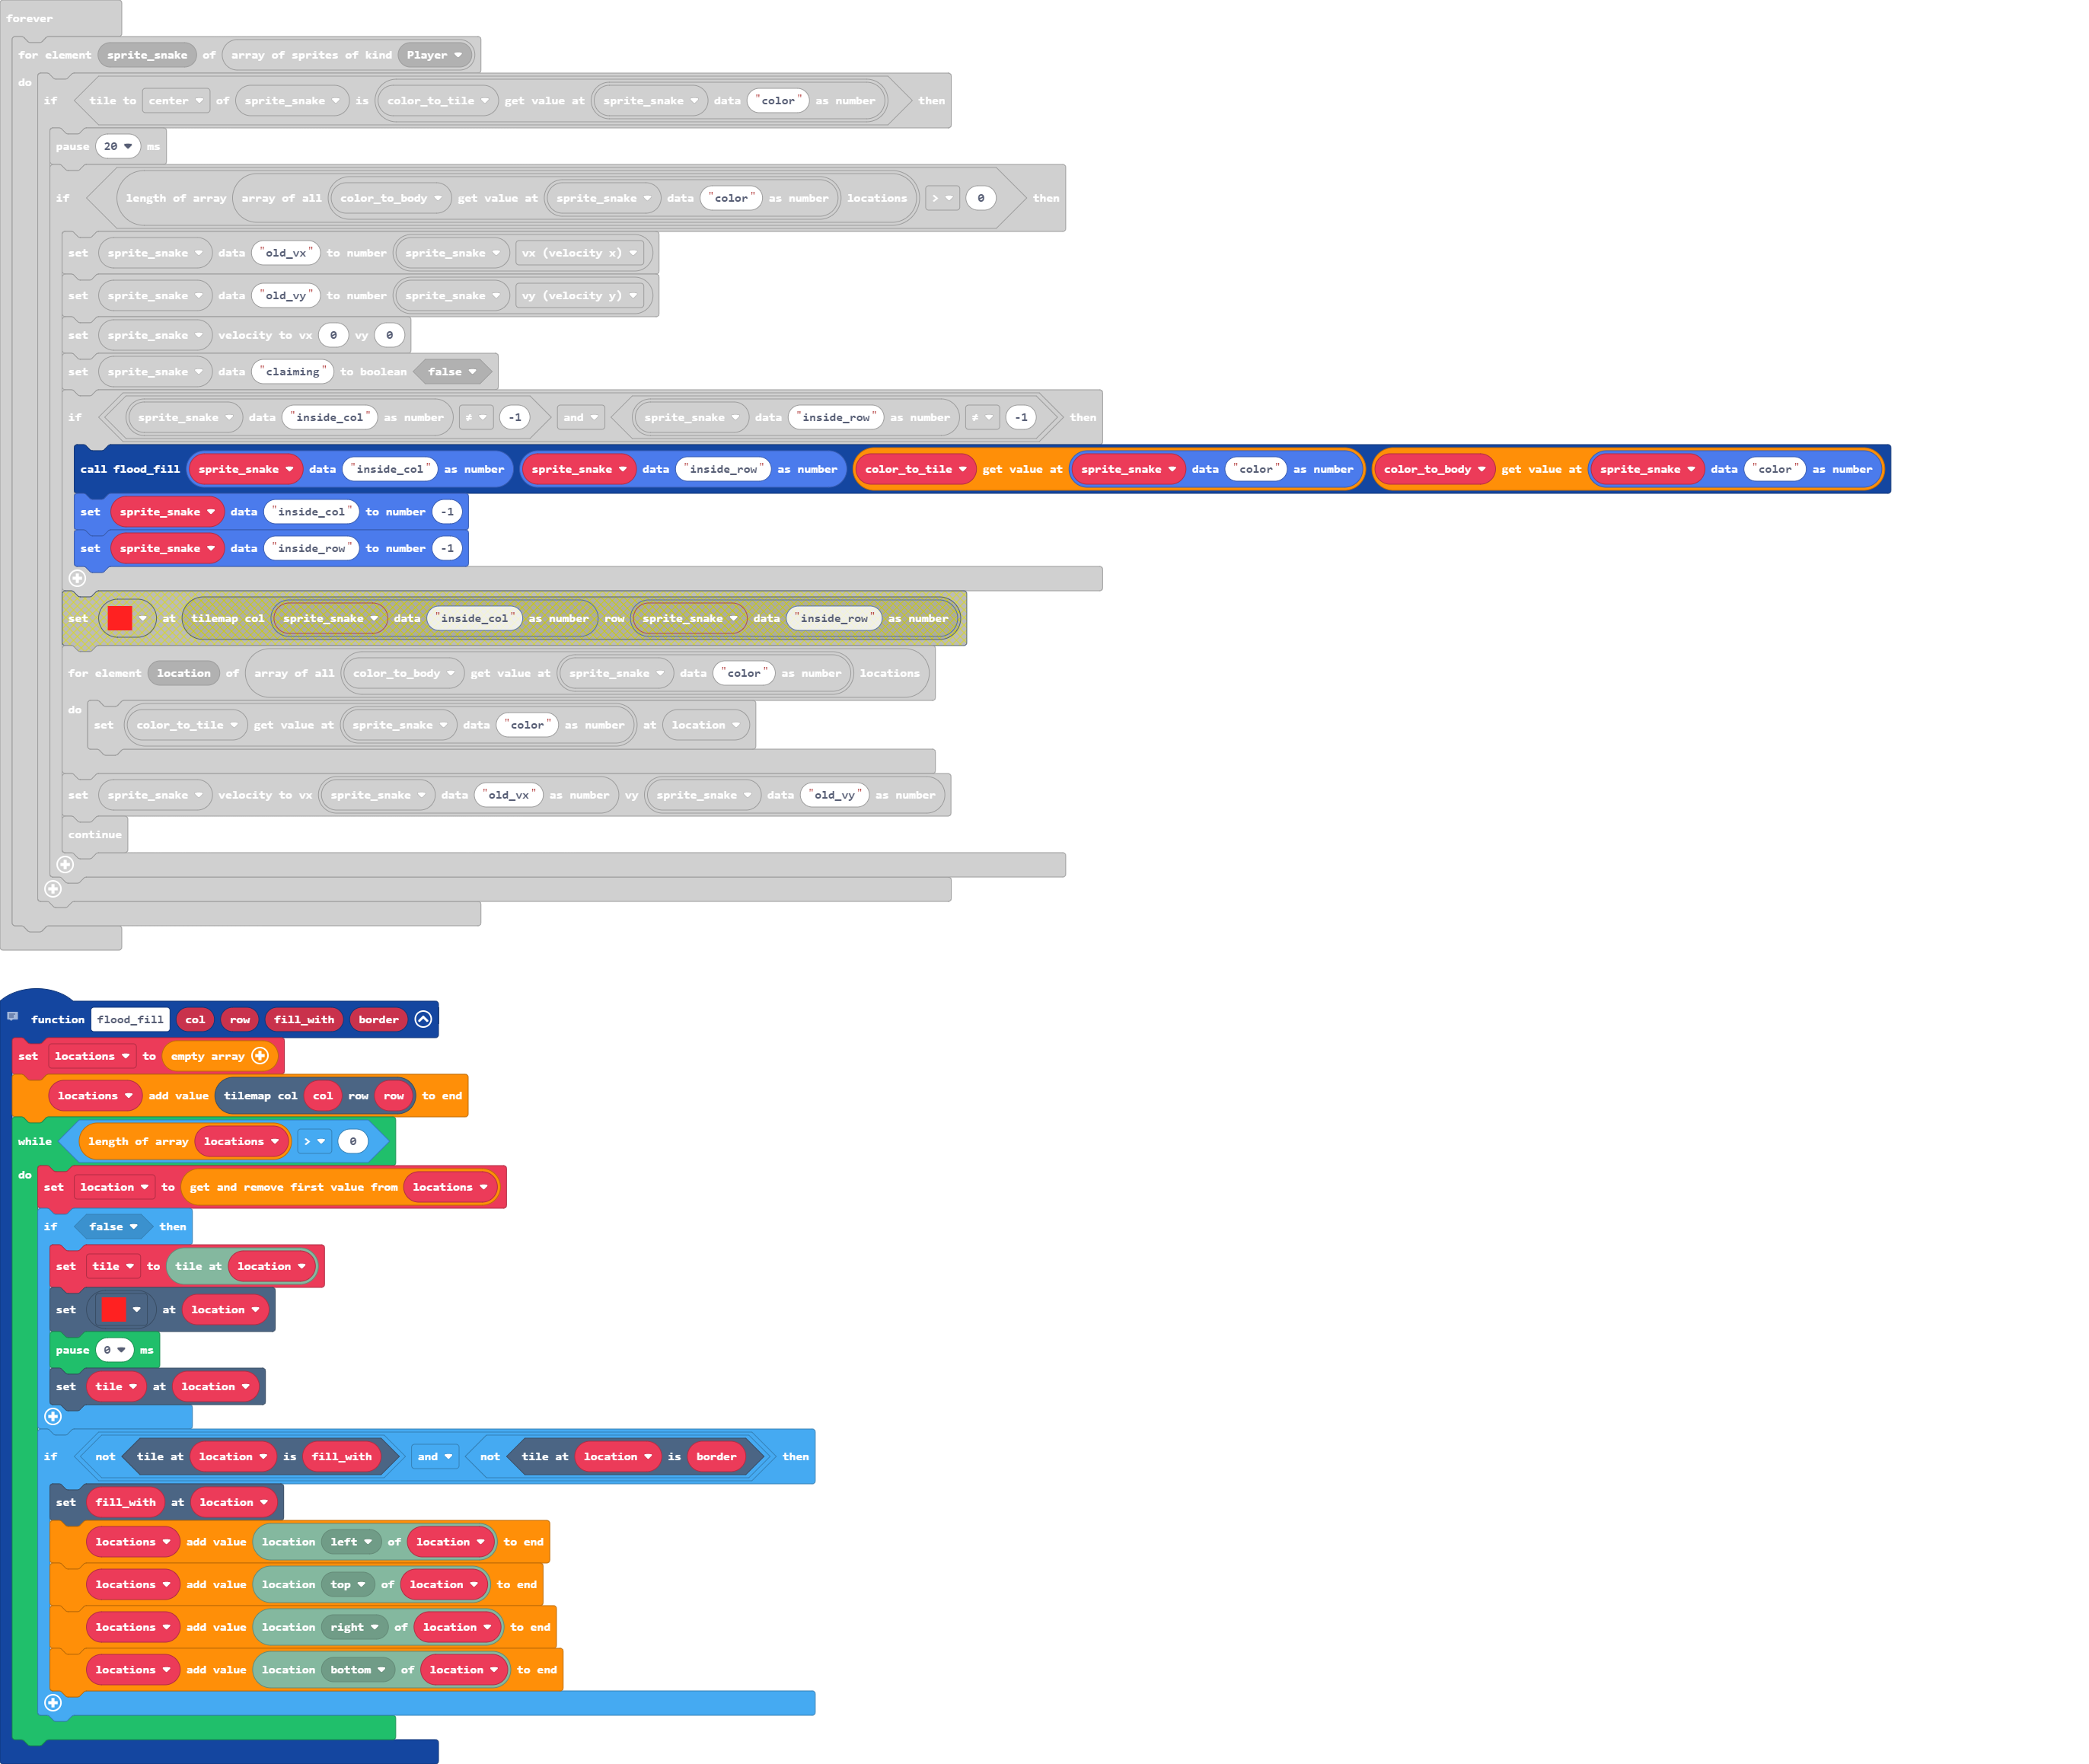 forever
for element sprite_snake of array of sprites of kind Player
do
if tile to center of sprite_snake is color_to_tile get value at sprite_snake data "color" as number then
pause 20 ms
if length of array array of all color_to_body get value at sprite_snake data "color" as number locations > 0 then
set sprite_snake data "old_vx" to number sprite_snake vx (velocity x)
set sprite_snake data "old_vy" to number sprite_snake vy (velocity y)
set sprite_snake velocity to vx 0 vy 0
set sprite_snake data "claiming" to boolean false
if sprite_snake data "inside_col" as number ≠ -1 and sprite_snake data "inside_row" as number ≠ -1 then
call flood_fill sprite_snake data "inside_col" as number sprite_snake data "inside_row" as number color_to_tile get value at sprite_snake data "color" as number color_to_body get value at sprite_snake data "color" as number
set sprite_snake data "inside_col" to number -1
set sprite_snake data "inside_row" to number -1
set at tilemap col sprite_snake data "inside_col" as number row sprite_snake data "inside_row " as number
for element location of array of all color_to_body get value at sprite_snake data "color" as number locations
do
set color_to_tile get value at sprite_snake data "color" as number at location
set sprite_snake velocity to vx sprite_snake data "old_vx" as number vy sprite_snake data "old_vy" as number
continue
function flood_fill col row fill_with border
set locations to empty array
locations add value tilemap col col row row to end
while length of array locations > 0
do
set location to get and remove first value from locations
if false then
set tile to tile at location
set at location
pause 0 ms
set tile at location
if not tile at location is fill_with and not tile at location is border then
set fill_with at location
locations add value location left of location to end
locations add value location top of location to end
locations add value location right of location to end
locations add value location bottom of location to end